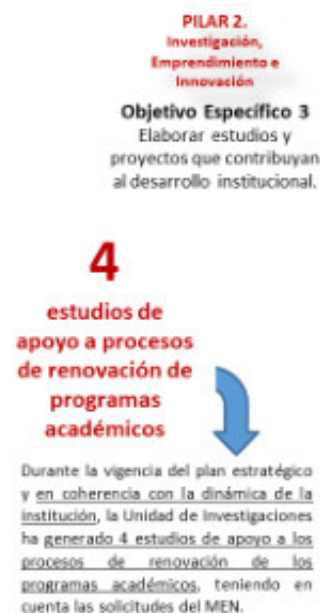 PILAR 2.
Investigación,
Emprendimiento e
Innovación
Objetivo Específico 3
Elaborar estudios y
proyectos que contribuyan
al desarrollo institucional.
4
estudios de
apoyo a procesos
de renovación de
programas
académicos
Durante la vigencia del plan estratégico
y en coherencia con la dinámica de la
institución, la Unidad de Investigaciones
ha generado 4 estudios de apoyo a los
procesos de renovación de los
programas académicos, teniendo en
cuenta las solicitudes del MEN.